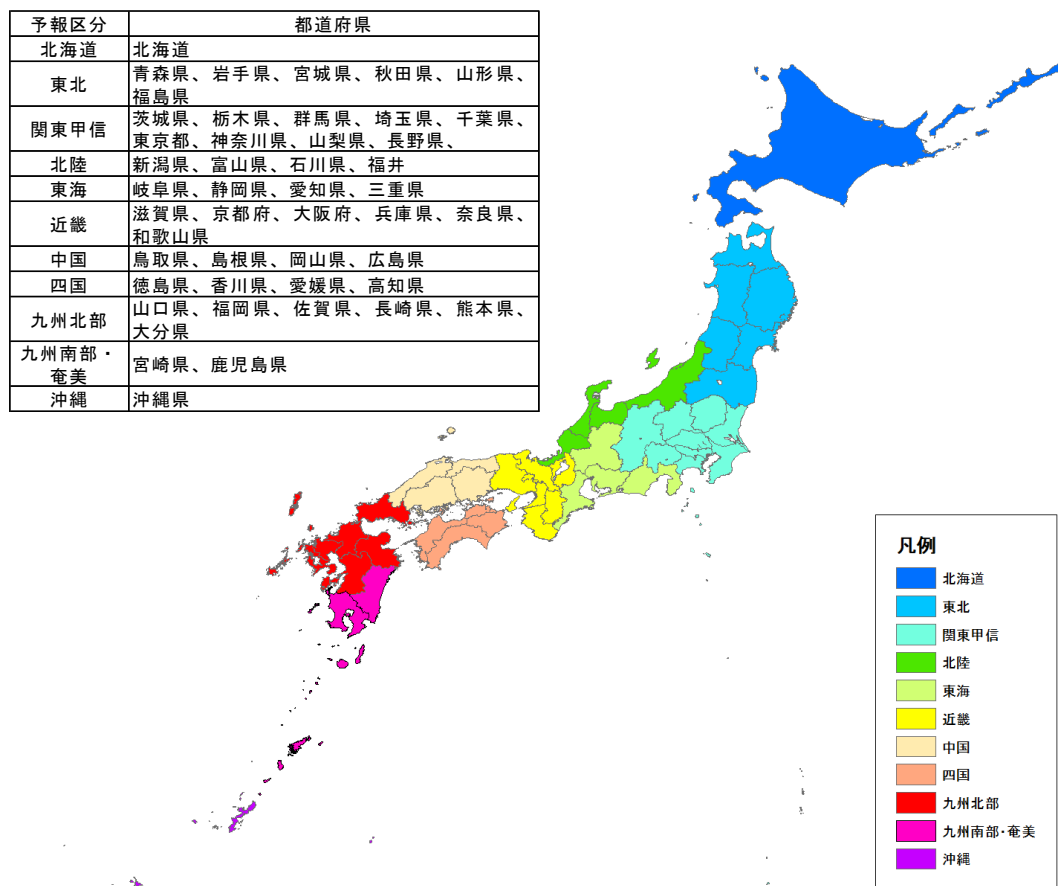 予報区分 都道府県
北海道 北海道
東北 青森県、岩手県、宮城県、秋田県、山形県、
福島県
関東甲信 茨城県、栃木県、群馬県、埼玉県、千葉県、
東京都、神奈川県、山梨県、長野県、
北陸 新潟県、富山県、石川県、福井
東海 岐阜県、静岡県、愛知県、三重県
近畿 滋賀県、京都府、大阪府、兵庫県、奈良県、
和歌山県
中国 鳥取県、島根県、岡山県、広島県
四国 徳島県、香川県、愛媛県、高知県
九州北部 山口県、福岡県、佐賀県、長崎県、熊本県、
大分県
九州南部・
奄美 宮崎県、鹿児島県
沖縄 沖縄県
凡例
北海道
東北
関東甲信
北陸
東海
近畿
中国
四国
九州北部
九州南部・奄美
沖縄